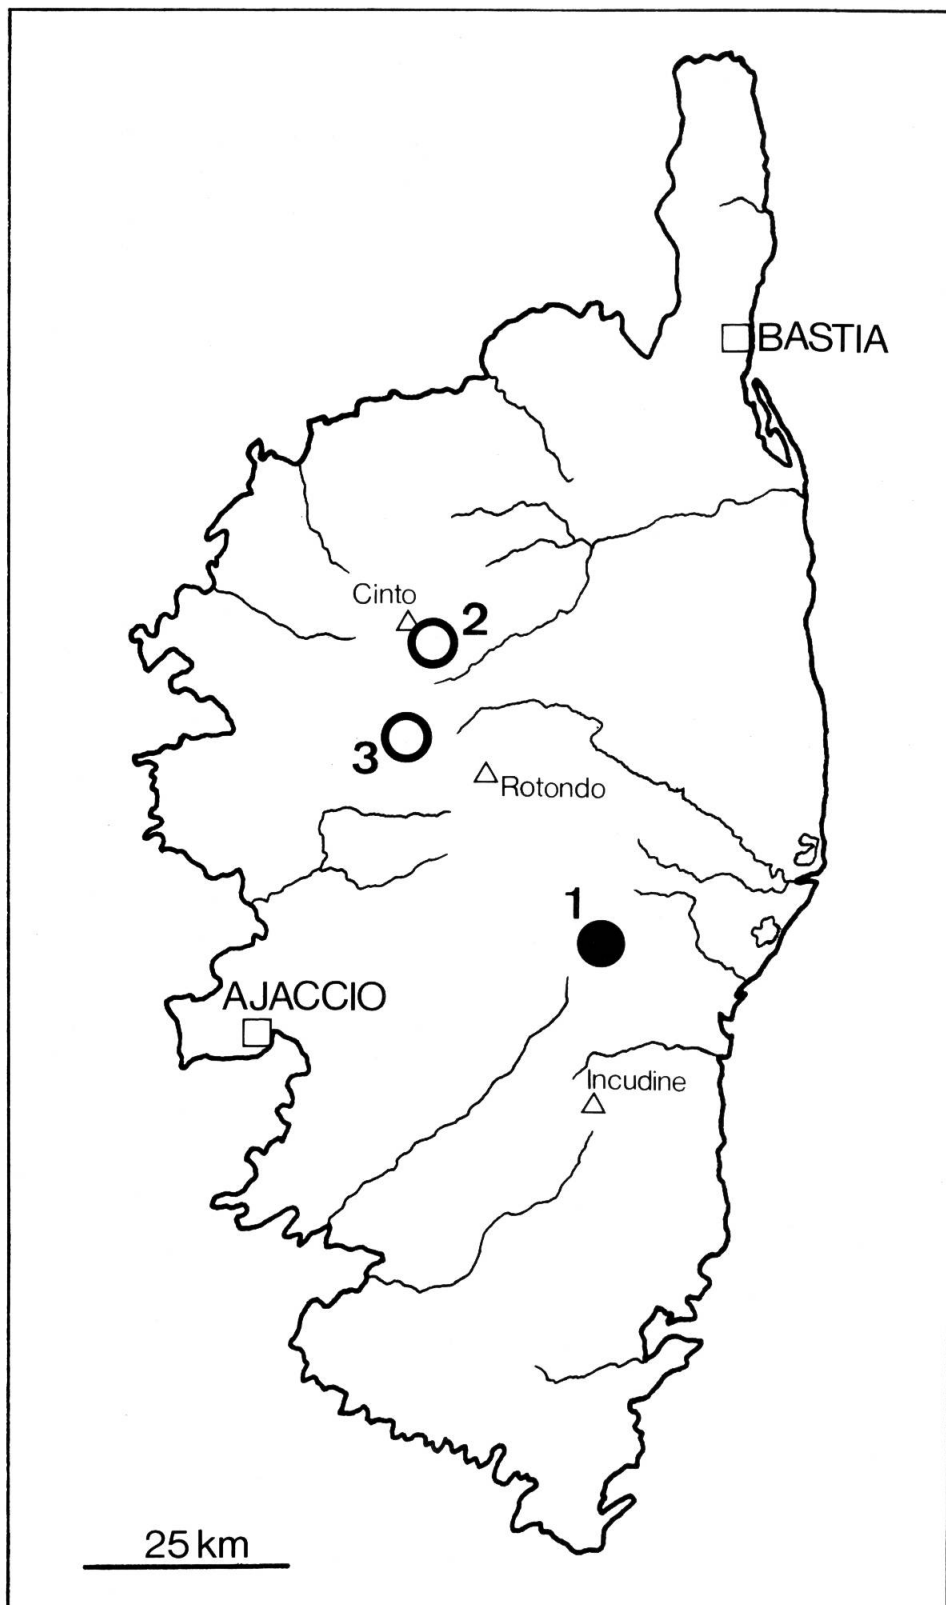 BASTIA
Cinto
2
3
Rotondo
1
AJACCIO
Incudine
25 km